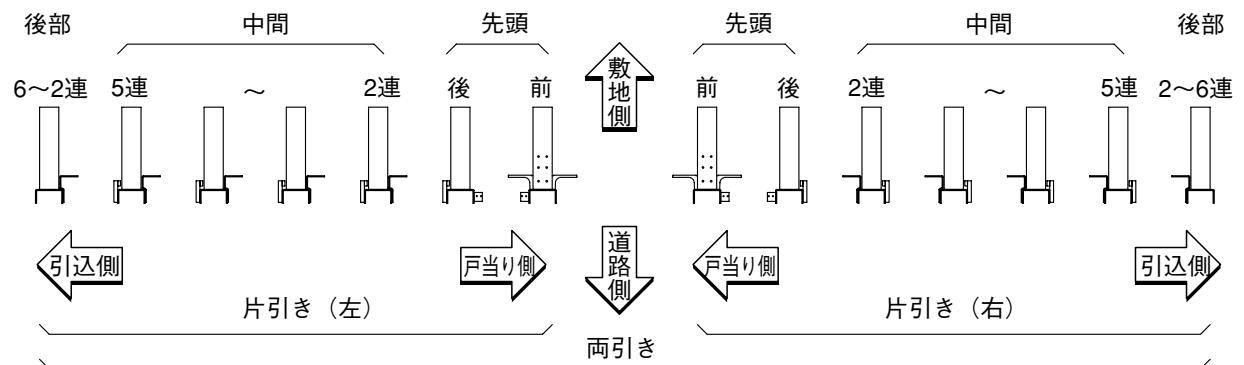 後部 中間 先頭 先頭 中間 後部
6〜2連 5連 〜 2連 後 前 前 後 2連 〜 5連 2〜6連
敷地側
引込側 戸当り側 道路側 戸当り側 引込側
片引き（左） 片引き（右）
両引き